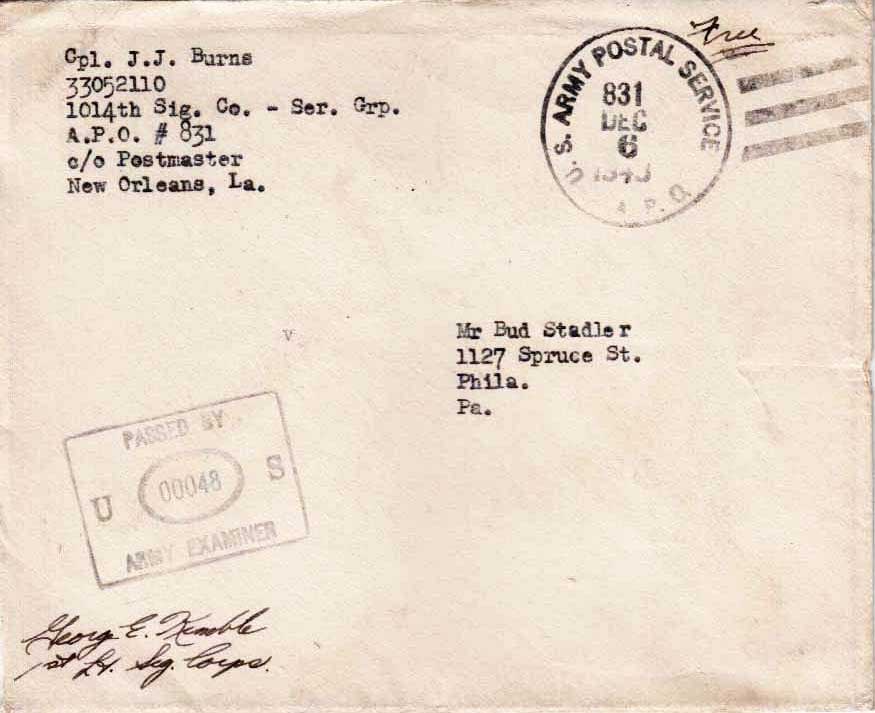 Cpl. J.J. Burns
33052110
1014th Sig. Co. - Ser. Grp.
A.P.O. # 831
c/o Postmaster
New Orleans, La.
Free
U. S. ARMY POSTAL SERVICE
831
DEC
6
1943
A. P. O.
Mr Bud Stadler
1127 Spruce St.
Phila.
Pa.
V
PASSED BY
U 00048 S
ARMY EXAMINER
George E. Kemble
1st Lt. Sig. Corps.